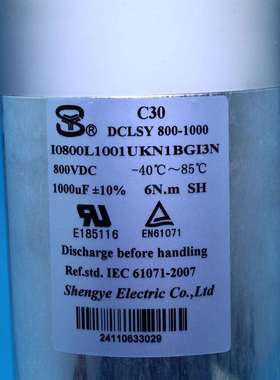 C30
® DCLSY 800-1000
I0800L1001UKN1BGI3N
800VDC -40℃～85℃
1000uF ±10% 6N.m SH
E185116 EN61071
Discharge before handling
Ref.std. IEC 61071-2007
Shengye Electric Co.,Ltd
24110633029